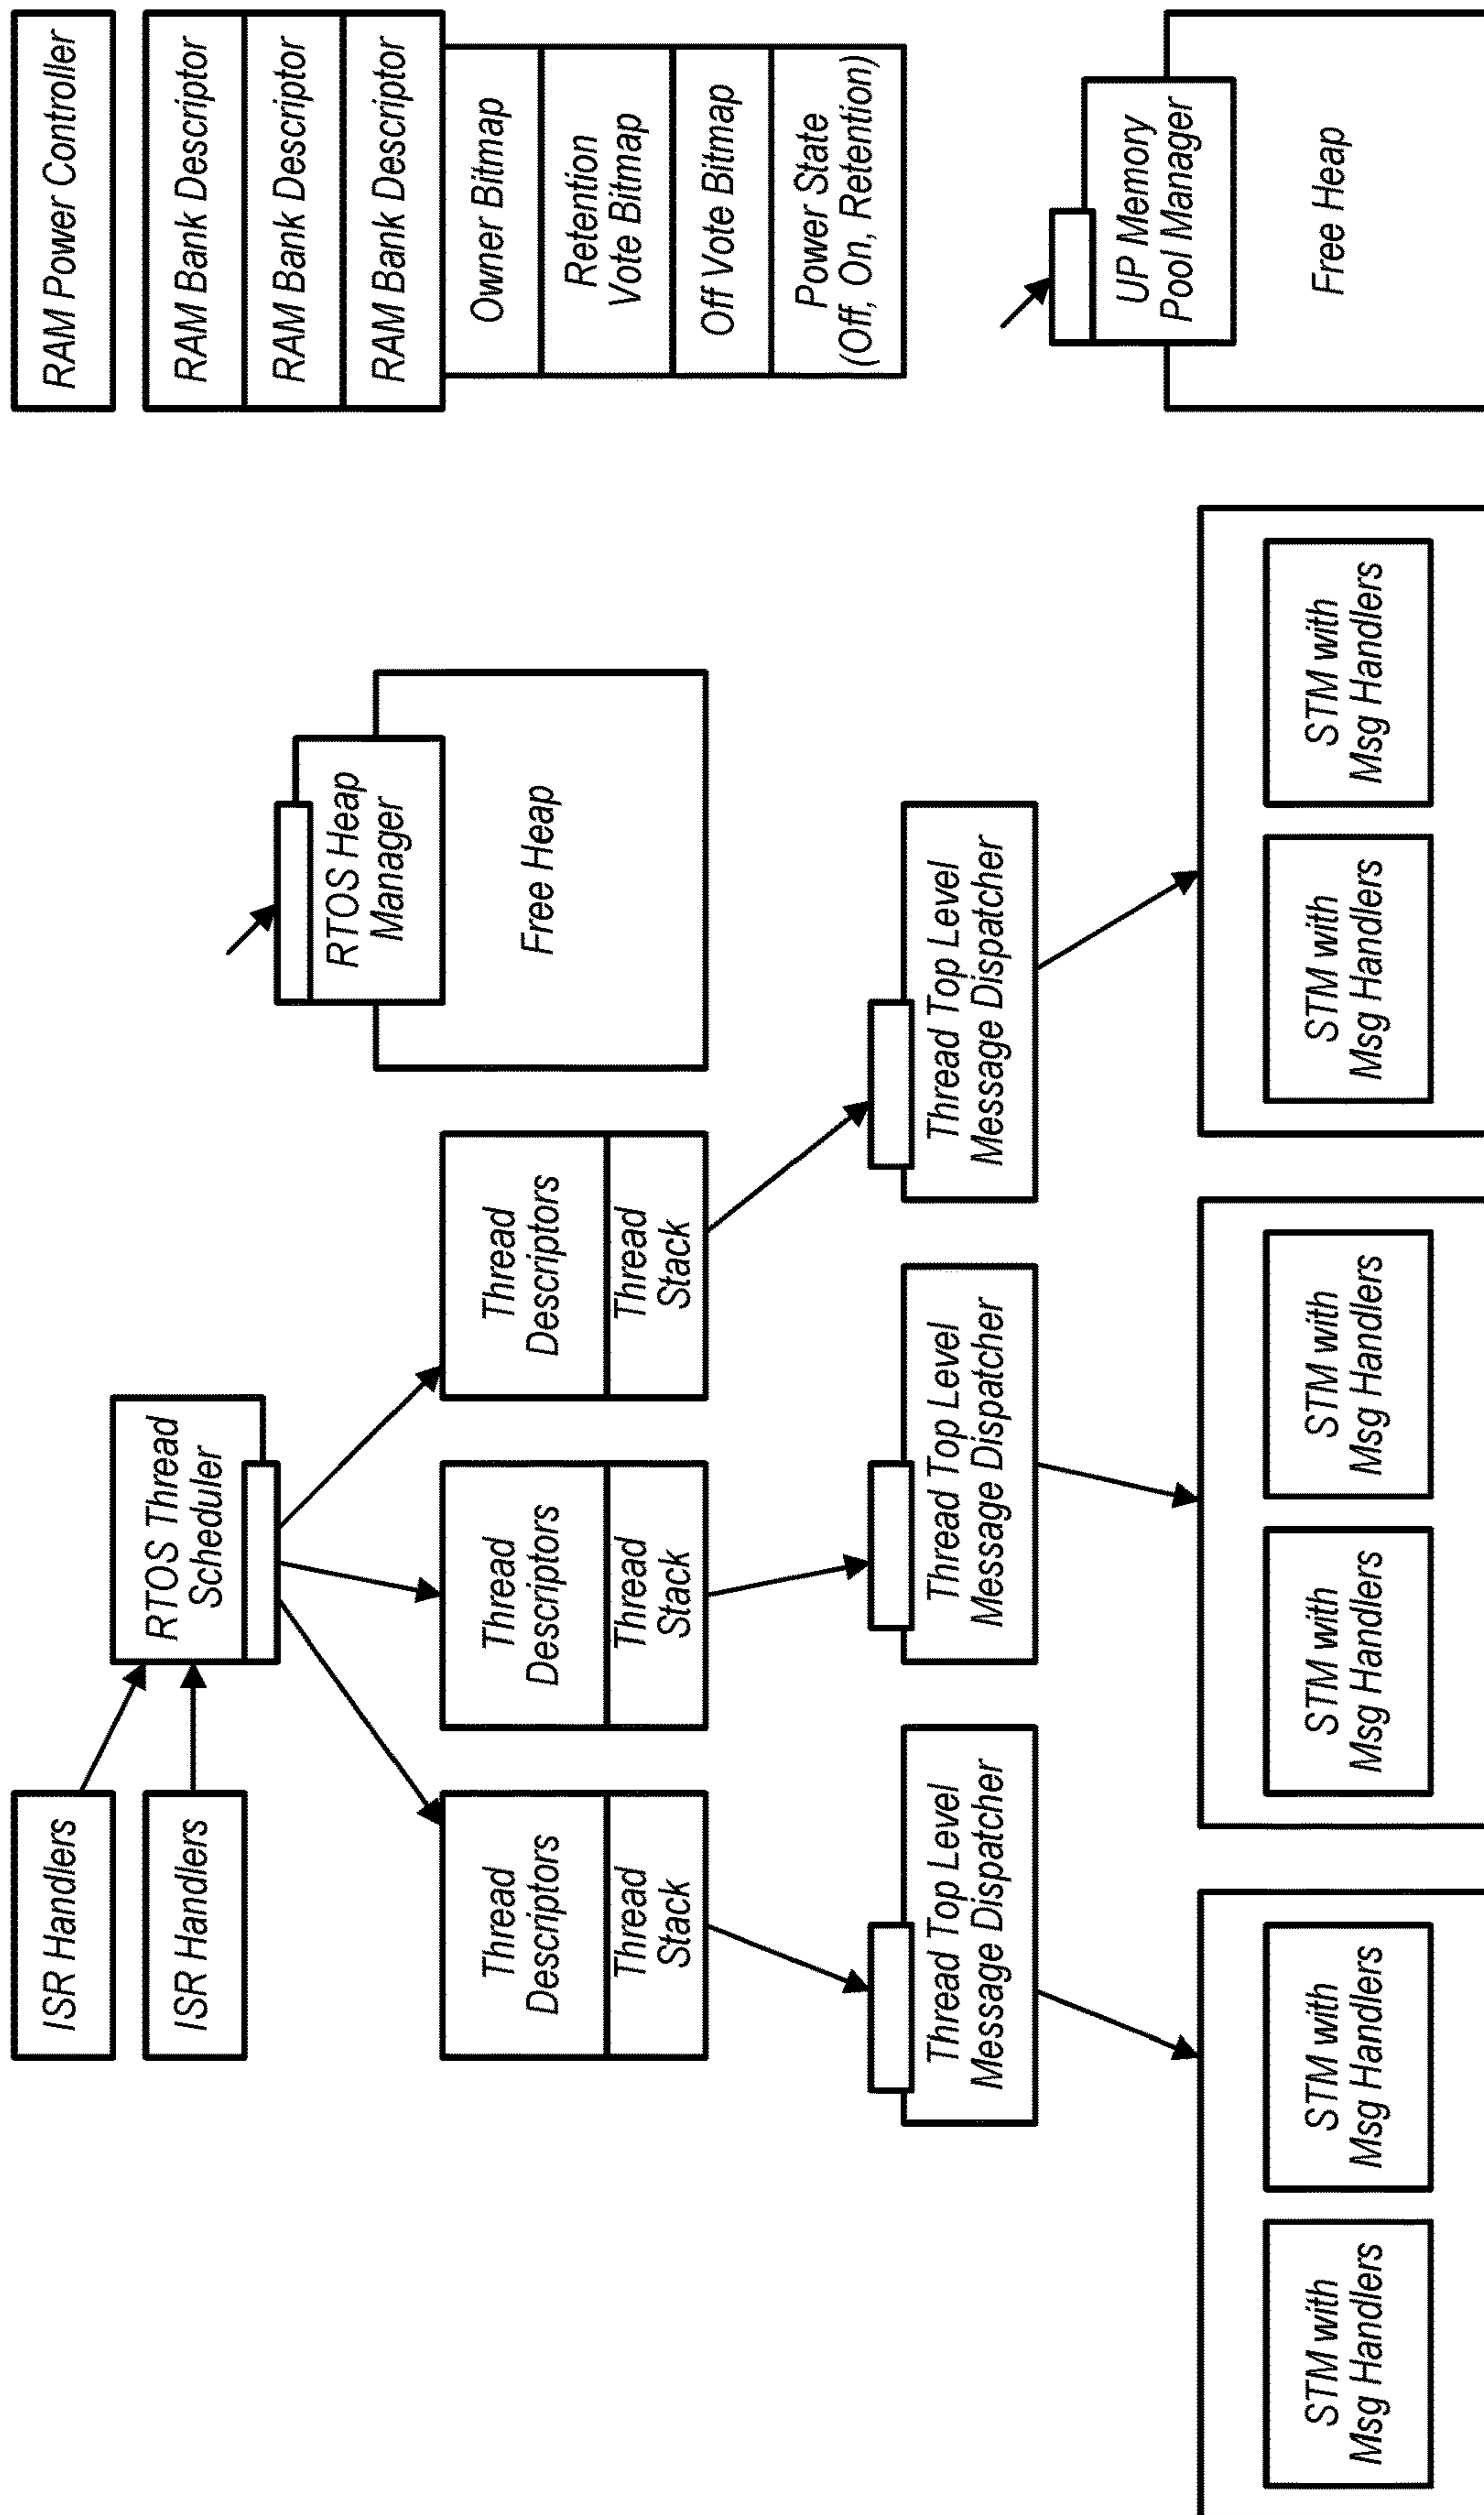 ISR Handlers
ISR Handlers
RTOS Thread
Scheduler
RAM Power Controller
RAM Bank Descriptor
RAM Bank Descriptor
RAM Bank Descriptor
Owner Bitmap
Retention
Vote Bitmap
Off Vote Bitmap
Power State
(Off, On, Retention)
RTOS Heap
Manager
Free Heap
Thread
Descriptors
Thread
Stack
Thread
Descriptors
Thread
Stack
Thread
Descriptors
Thread
Stack
Thread Top Level
Message Dispatcher
Thread Top Level
Message Dispatcher
Thread Top Level
Message Dispatcher
UP Memory
Pool Manager
Free Heap
STM with
Msg Handlers
STM with
Msg Handlers
STM with
Msg Handlers
STM with
Msg Handlers
STM with
Msg Handlers
STM with
Msg Handlers